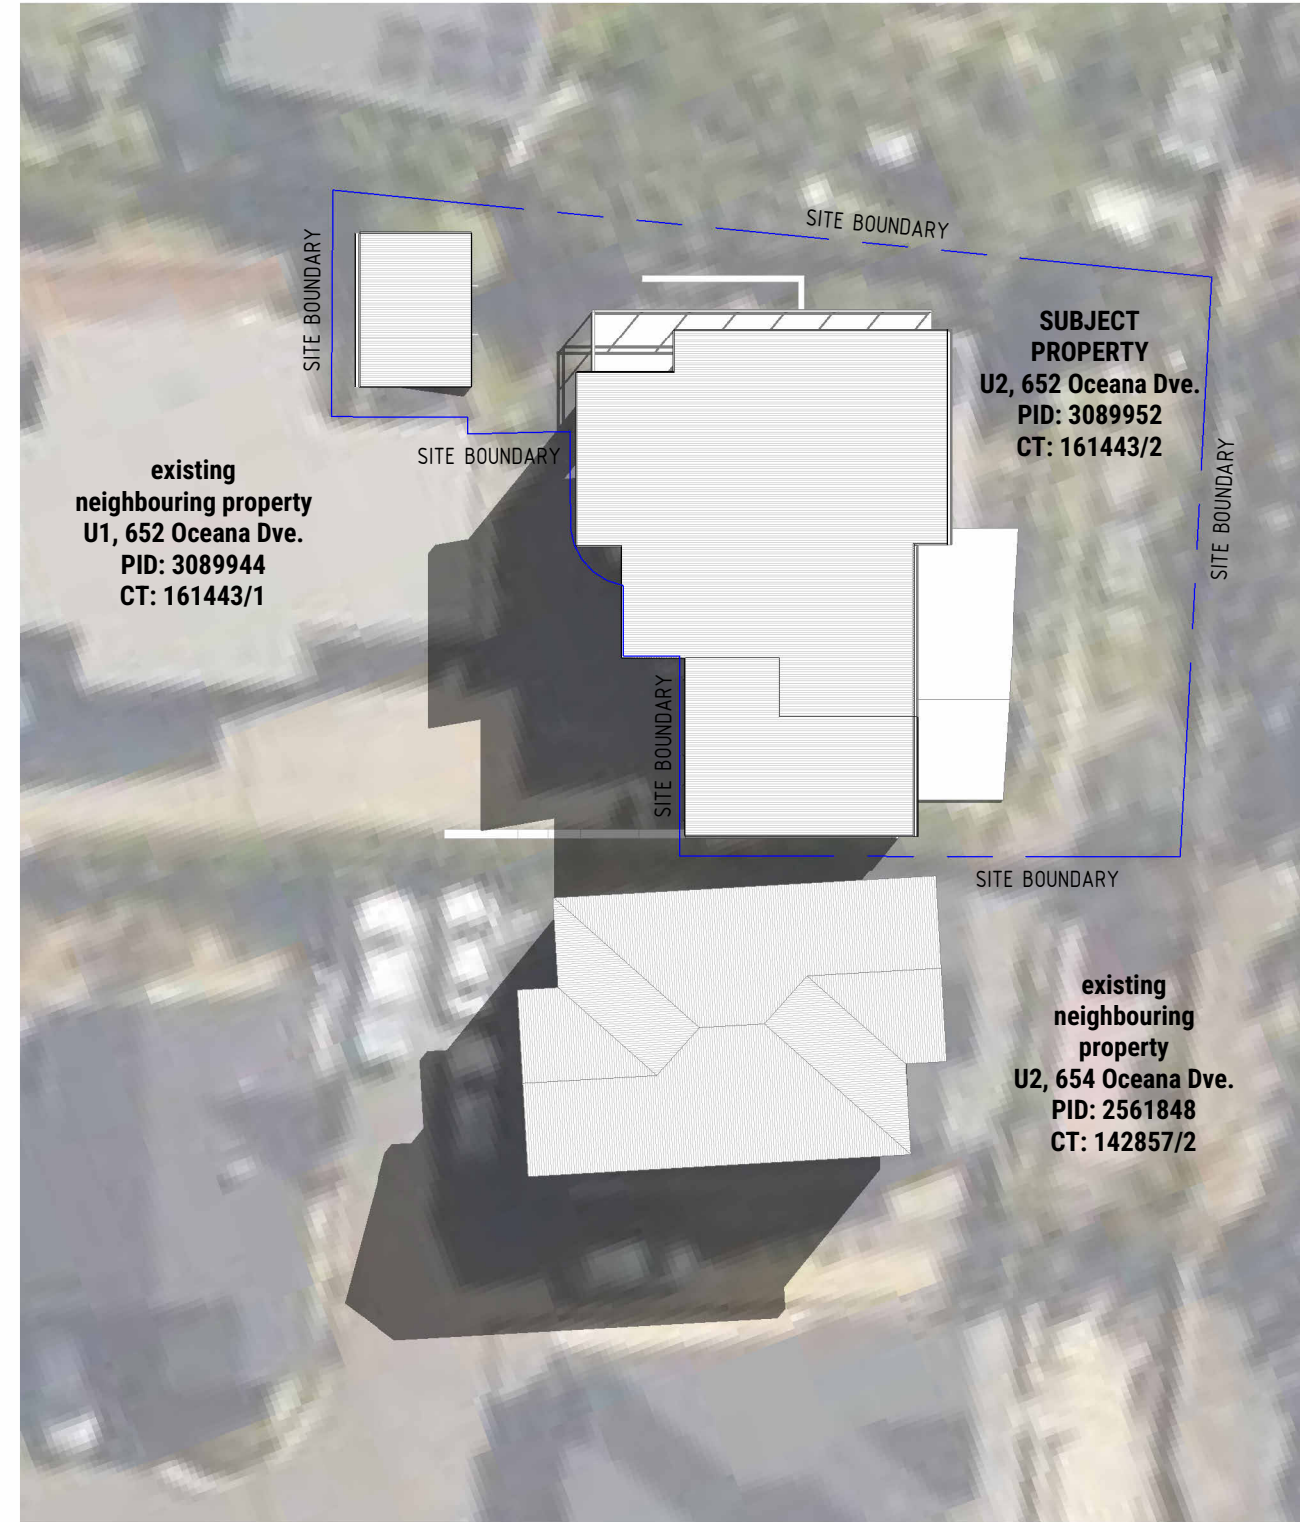 SITE BOUNDARY
SITE BOUNDARY
SUBJECT
PROPERTY
U2, 652 Oceana Dve.
PID: 3089952
CT: 161443/2
SITE BOUNDARY
SITE BOUNDARY
existing
neighbouring property
U1, 652 Oceana Dve.
PID: 3089944
CT: 161443/1
SITE BOUNDARY
SITE BOUNDARY
existing
neighbouring
property
U2, 654 Oceana Dve.
PID: 2561848
CT: 142857/2